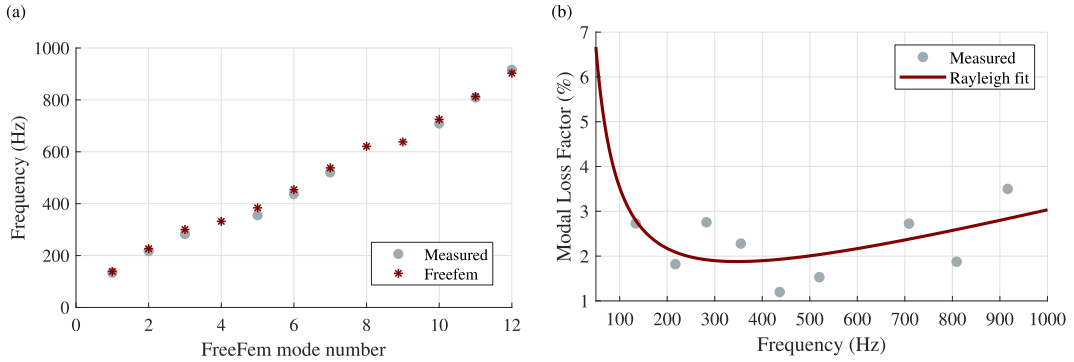 (a)
1000
800
600
400
200
0
Frequency (Hz)
0 2 4 6 8 10 12
FreeFem mode number
Measured
Freefem
(b)
7
6
5
4
3
2
1
Modal Loss Factor (%)
100 200 300 400 500 600 700 800 900 1000
Frequency (Hz)
Measured
Rayleigh fit